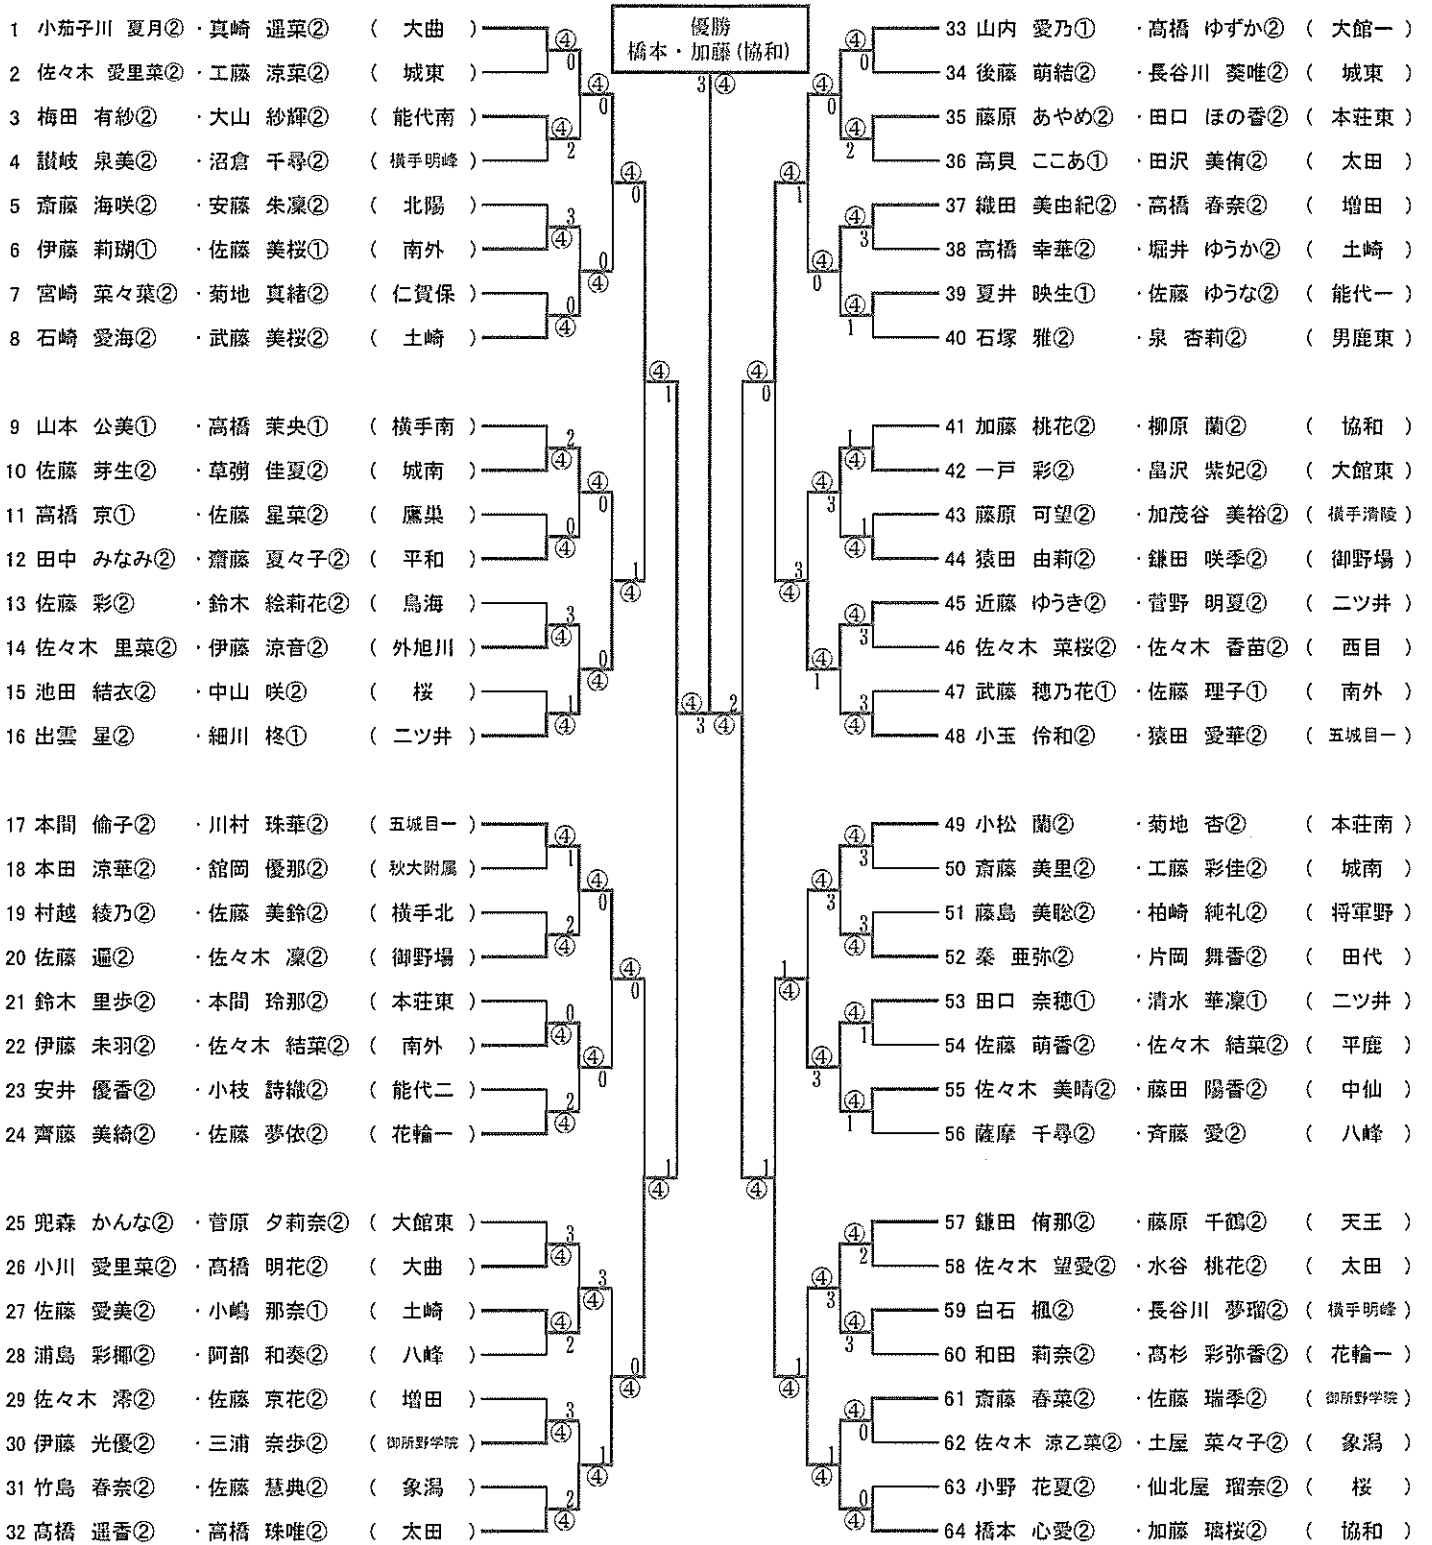 優勝
橋本・加藤(協和)
3 ④
1 小茄子川 夏月② ・真崎 遥菜② ( 大曲 )
2 佐々木 愛里菜② ・工藤 涼菜② ( 城東 )
3 梅田 有紗② ・大山 紗輝② ( 能代南 )
4 讃岐 泉美② ・沼倉 千尋② ( 横手明峰 )
5 斎藤 海咲② ・安藤 朱凜② ( 北陽 )
6 伊藤 莉瑚① ・佐藤 美桜① ( 南外 )
7 宮崎 菜々葉② ・菊地 真緒② ( 仁賀保 )
8 石崎 愛海② ・武藤 美桜② ( 土崎 )
9 山本 公美① ・高橋 茉央① ( 横手南 )
10 佐藤 芽生② ・草彅 佳夏② ( 城南 )
11 高橋 京① ・佐藤 星菜② ( 鷹巣 )
12 田中 みなみ② ・齋藤 夏々子② ( 平和 )
13 佐藤 彩② ・鈴木 絵莉花② ( 鳥海 )
14 佐々木 里菜② ・伊藤 涼音② ( 外旭川 )
15 池田 結衣② ・中山 咲② ( 桜 )
16 出雲 星② ・細川 柊① ( 二ツ井 )
17 本間 倫子② ・川村 珠華② ( 五城目一 )
18 本田 涼華② ・舘岡 優那② ( 秋大附属 )
19 村越 綾乃② ・佐藤 美鈴② ( 横手北 )
20 佐藤 遥② ・佐々木 凜② ( 御野場 )
21 鈴木 里歩② ・本間 玲那② ( 本荘東 )
22 伊藤 未羽② ・佐々木 結菜② ( 南外 )
23 安井 優香② ・小枝 詩織② ( 能代二 )
24 齊藤 美綺② ・佐藤 夢依② ( 花輪一 )
25 兜森 かんな② ・菅原 夕莉奈② ( 大館東 )
26 小川 愛里菜② ・高橋 明花② ( 大曲 )
27 佐藤 愛美② ・小嶋 那奈① ( 土崎 )
28 浦島 彩椰② ・阿部 和奏② ( 八峰 )
29 佐々木 澪② ・佐藤 京花② ( 増田 )
30 伊藤 光優② ・三浦 奈歩② ( 御所野学院 )
31 竹島 春奈② ・佐藤 慧典② ( 象潟 )
32 高橋 遥香② ・高橋 珠唯② ( 太田 )
33 山内 愛乃① ・高橋 ゆずか② ( 大館一 )
34 後藤 萌結② ・長谷川 葵唯② ( 城東 )
35 藤原 あやめ② ・田口 ほの香② ( 本荘東 )
36 高貝 ここあ① ・田沢 美侑② ( 太田 )
37 織田 美由紀② ・高橋 春奈② ( 増田 )
38 高橋 幸華② ・堀井 ゆうか② ( 土崎 )
39 夏井 映生① ・佐藤 ゆうな② ( 能代一 )
40 石塚 雅② ・泉 杏莉② ( 男鹿東 )
41 加藤 桃花② ・柳原 蘭② ( 協和 )
42 一戸 彩② ・畠沢 紫妃② ( 大館東 )
43 藤原 可望② ・加茂谷 美裕② ( 横手清陵 )
44 猿田 由莉② ・鎌田 咲季② ( 御野場 )
45 近藤 ゆうき② ・菅野 明夏② ( 二ツ井 )
46 佐々木 菜桜② ・佐々木 香苗② ( 西目 )
47 武藤 穂乃花① ・佐藤 理子① ( 南外 )
48 小玉 伶和② ・猿田 愛華② ( 五城目一 )
49 小松 蘭② ・菊地 杏② ( 本荘南 )
50 斎藤 美里② ・工藤 彩佳② ( 城南 )
51 藤島 美聡② ・柏崎 純礼② ( 将軍野 )
52 秦 亜弥② ・片岡 舞香② ( 田代 )
53 田口 奈穂① ・清水 華凜① ( 二ツ井 )
54 佐藤 萌香② ・佐々木 結菜② ( 平鹿 )
55 佐々木 美晴② ・藤田 陽香② ( 中仙 )
56 薩摩 千尋② ・斉藤 愛② ( 八峰 )
57 鎌田 侑那② ・藤原 千鶴② ( 天王 )
58 佐々木 望愛② ・水谷 桃花② ( 太田 )
59 白石 楓② ・長谷川 夢瑠② ( 横手明峰 )
60 和田 莉奈② ・高杉 彩弥香② ( 花輪一 )
61 斎藤 春菜② ・佐藤 瑞季② ( 御所野学院 )
62 佐々木 涼乙菜② ・土屋 菜々子② ( 象潟 )
63 小野 花夏② ・仙北屋 瑠奈② ( 桜 )
64 橋本 心愛② ・加藤 璃桜② ( 協和 )